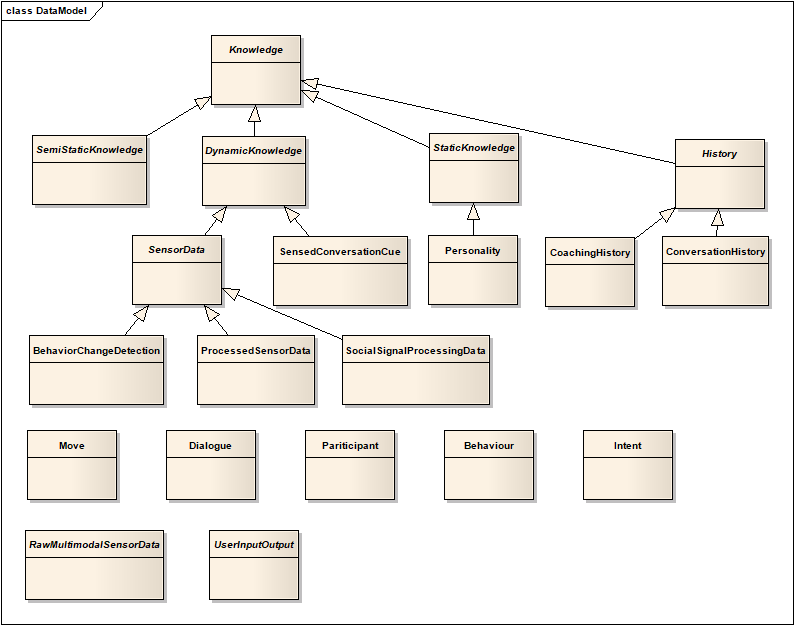 class DataModel
Knowledge
SemiStaticKnowledge
DynamicKnowledge
StaticKnowledge
History
SensorData
SensedConversationCue
Personality
CoachingHistory
ConversationHistory
BehaviorChangeDetection
ProcessedSensorData
SocialSignalProcessingData
Move
Dialogue
Pariticipant
Behaviour
Intent
RawMultimodalSensorData
UserInputOutput